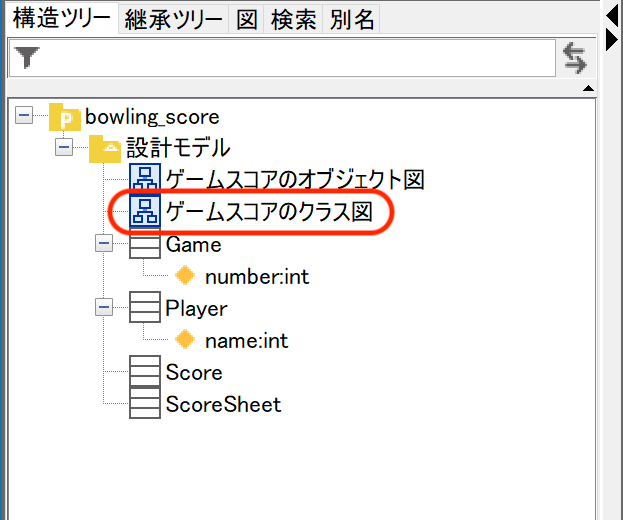 構造ツリー 継承ツリー 図 検索 別名
bowling_score
設計モデル
ゲームスコアのオブジェクト図
ゲームスコアのクラス図
Game
number:int
Player
name:int
Score
ScoreSheet